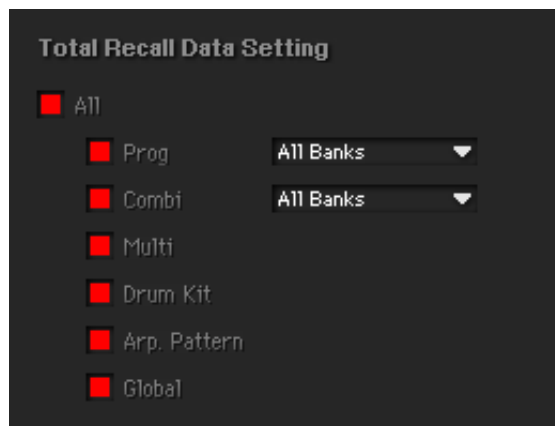 Total Recall Data Setting
All
Prog All Banks
Combi All Banks
Multi
Drum Kit
Arp. Pattern
Global